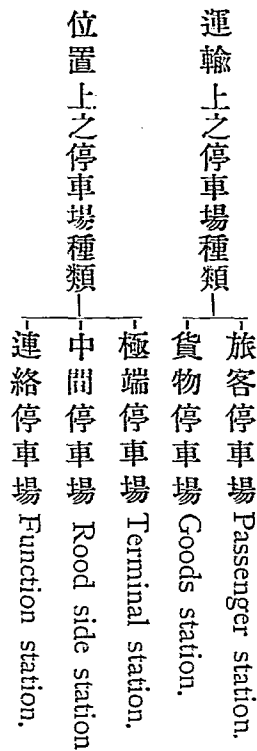 運輸上之停車場種類
旅客停車場 Passenger station.
貨物停車場 Goods station.
位置上之停車場種類
極端停車場 Terminal station.
中間停車場 Rood side station
連絡停車場 Function station.